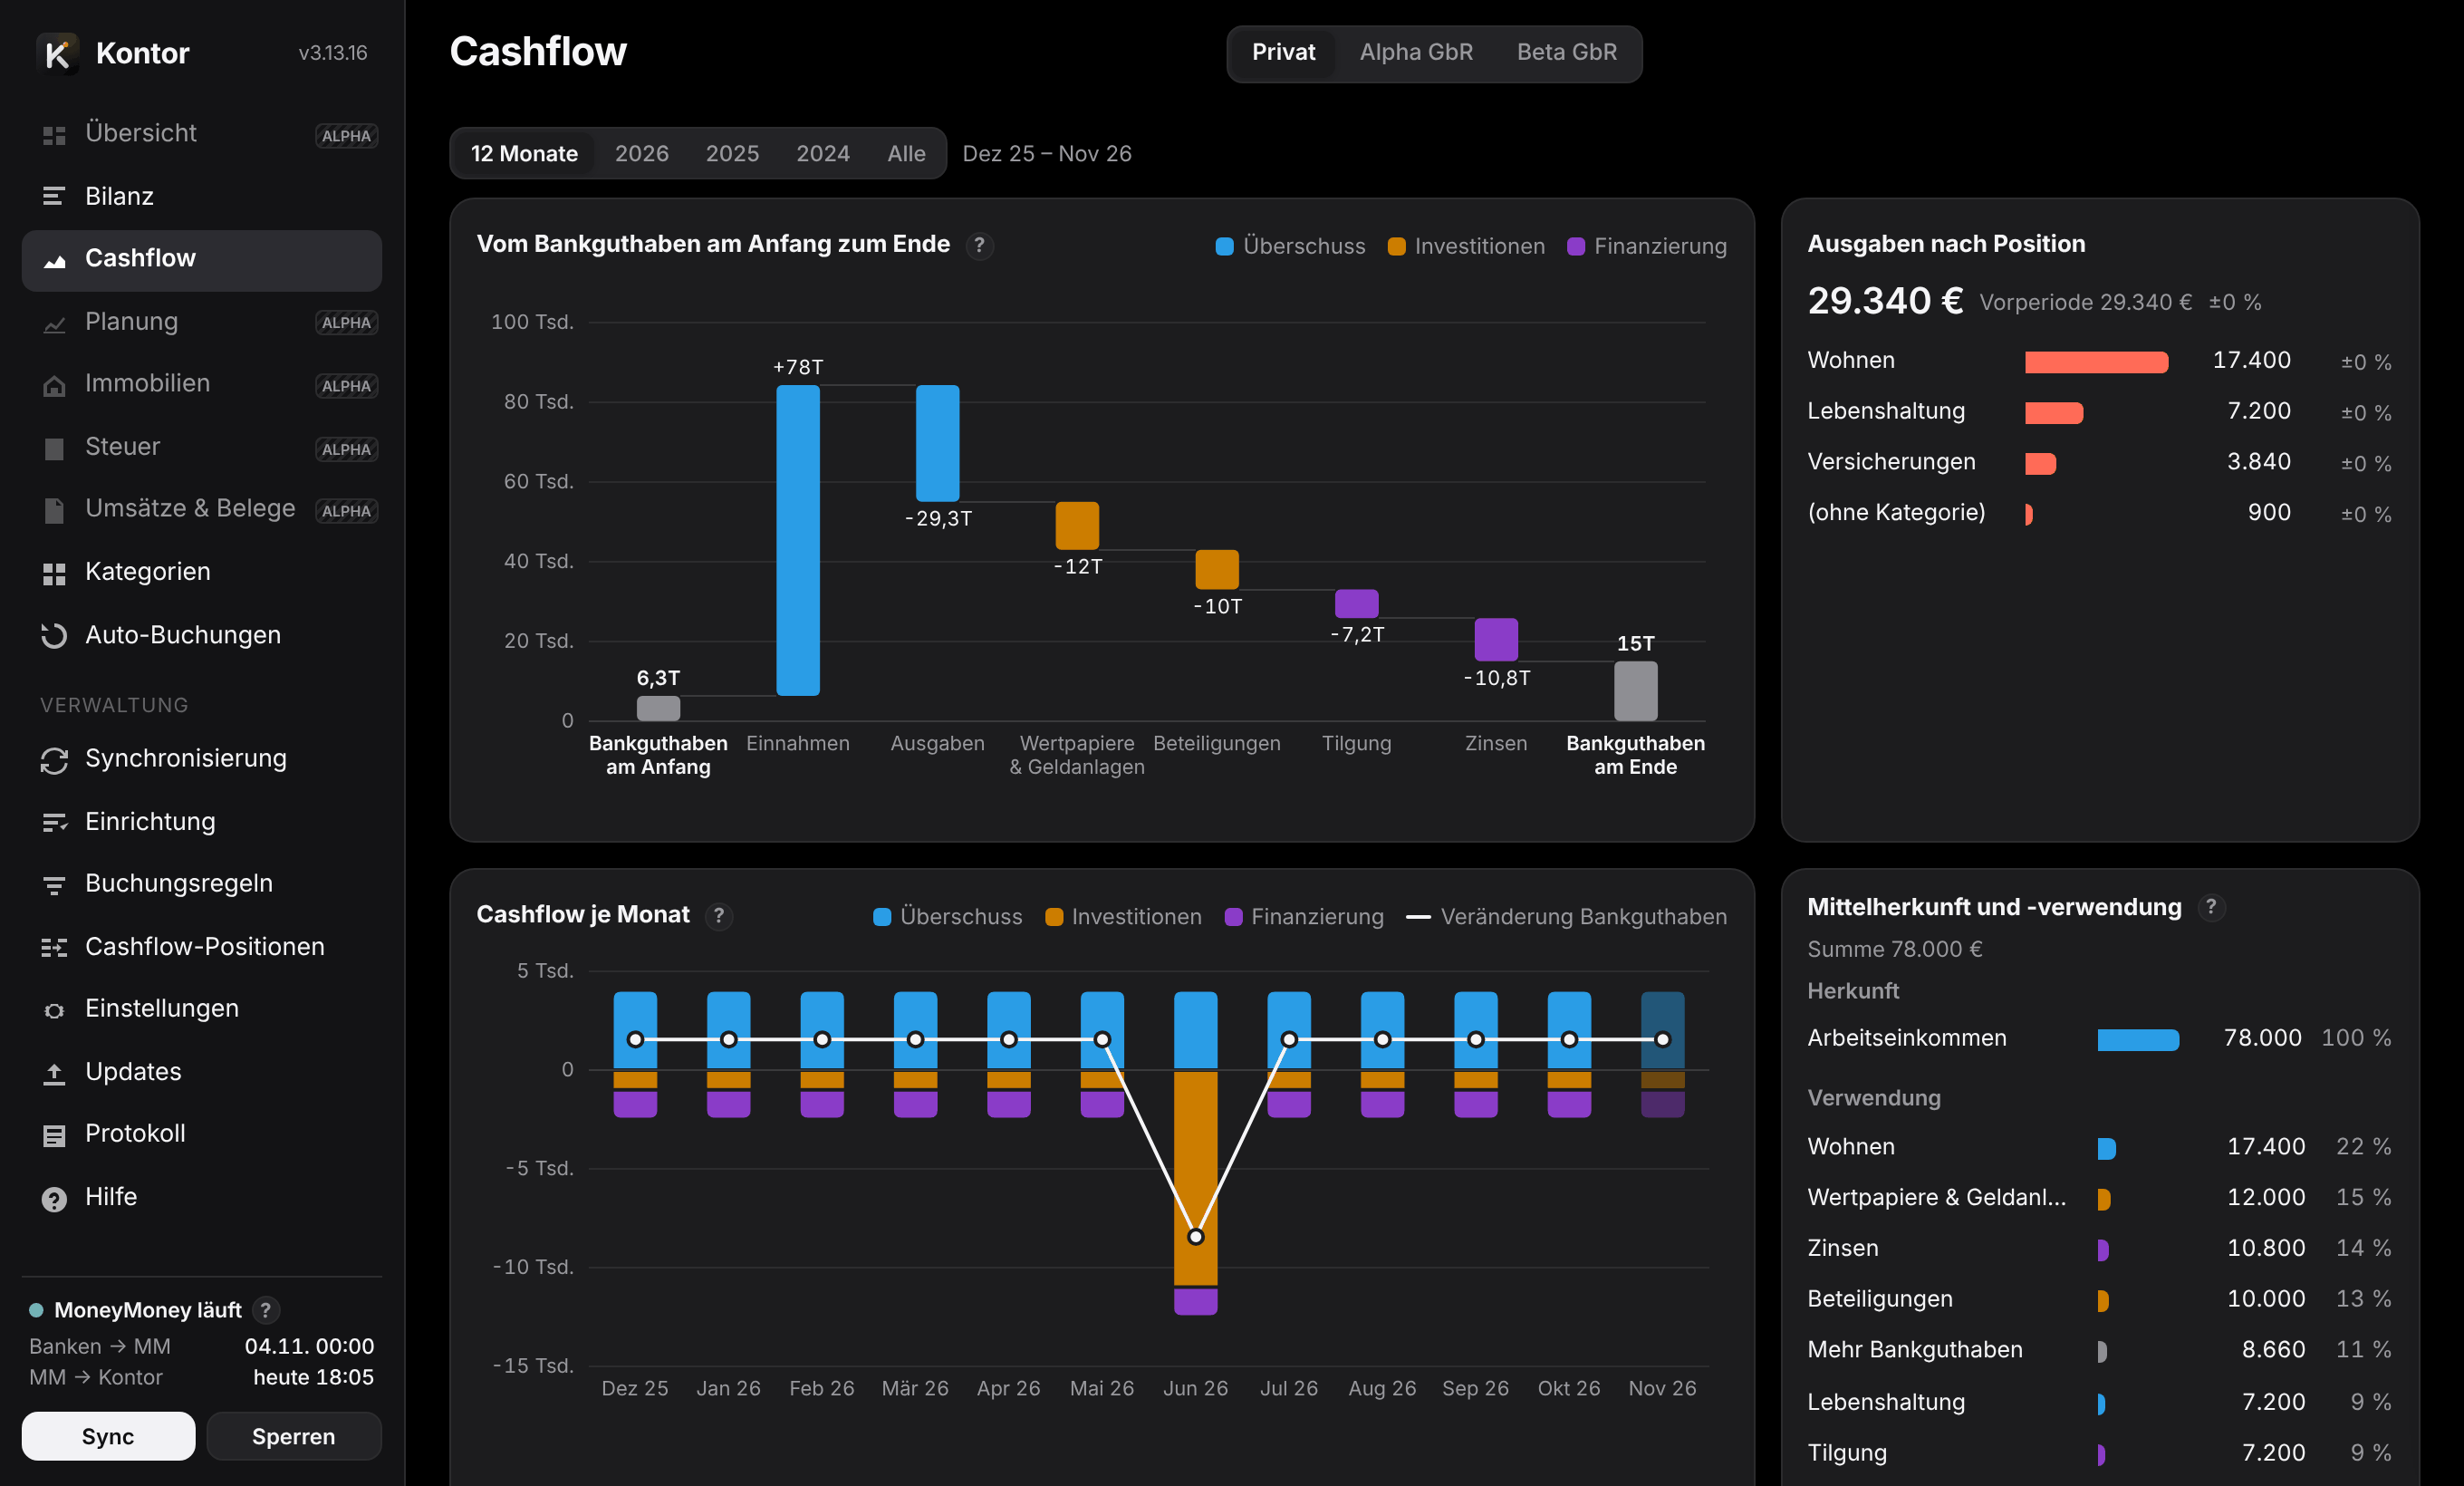 Kontor
v3.13.16
Übersicht ALPHA
Bilanz
Cashflow
Planung ALPHA
Immobilien ALPHA
Steuer ALPHA
Umsätze & Belege ALPHA
Kategorien
Auto-Buchungen
VERWALTUNG
Synchronisierung
Einrichtung
Buchungsregeln
Cashflow-Positionen
Einstellungen
Updates
Protokoll
Hilfe
MoneyMoney läuft ?
Banken → MM 04.11. 00:00
MM → Kontor heute 18:05
Sync Sperren
Cashflow
Privat Alpha GbR Beta GbR
12 Monate 2026 2025 2024 Alle Dez 25 – Nov 26
Vom Bankguthaben am Anfang zum Ende ?
Überschuss Investitionen Finanzierung
100 Tsd.
80 Tsd.
60 Tsd.
40 Tsd.
20 Tsd.
0
6,3T
+78T
-29,3T
-12T
-10T
-7,2T
-10,8T
15T
Bankguthaben am Anfang
Einnahmen
Ausgaben
Wertpapiere & Geldanlagen
Beteiligungen
Tilgung
Zinsen
Bankguthaben am Ende
Ausgaben nach Position
29.340 € Vorperiode 29.340 € ±0 %
Wohnen 17.400 ±0 %
Lebenshaltung 7.200 ±0 %
Versicherungen 3.840 ±0 %
(ohne Kategorie) 900 ±0 %
Cashflow je Monat ?
Überschuss Investitionen Finanzierung Veränderung Bankguthaben
5 Tsd.
0
-5 Tsd.
-10 Tsd.
-15 Tsd.
Dez 25 Jan 26 Feb 26 Mär 26 Apr 26 Mai 26 Jun 26 Jul 26 Aug 26 Sep 26 Okt 26 Nov 26
Mittelherkunft und -verwendung ?
Summe 78.000 €
Herkunft
Arbeitseinkommen 78.000 100 %
Verwendung
Wohnen 17.400 22 %
Wertpapiere & Geldanl... 12.000 15 %
Zinsen 10.800 14 %
Beteiligungen 10.000 13 %
Mehr Bankguthaben 8.660 11 %
Lebenshaltung 7.200 9 %
Tilgung 7.200 9 %